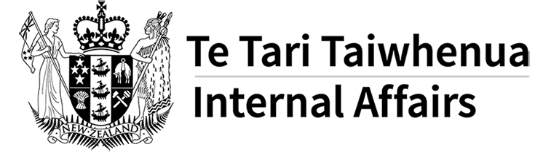 Te Tari Taiwhenua
Internal Affairs
NEW ZEALAND